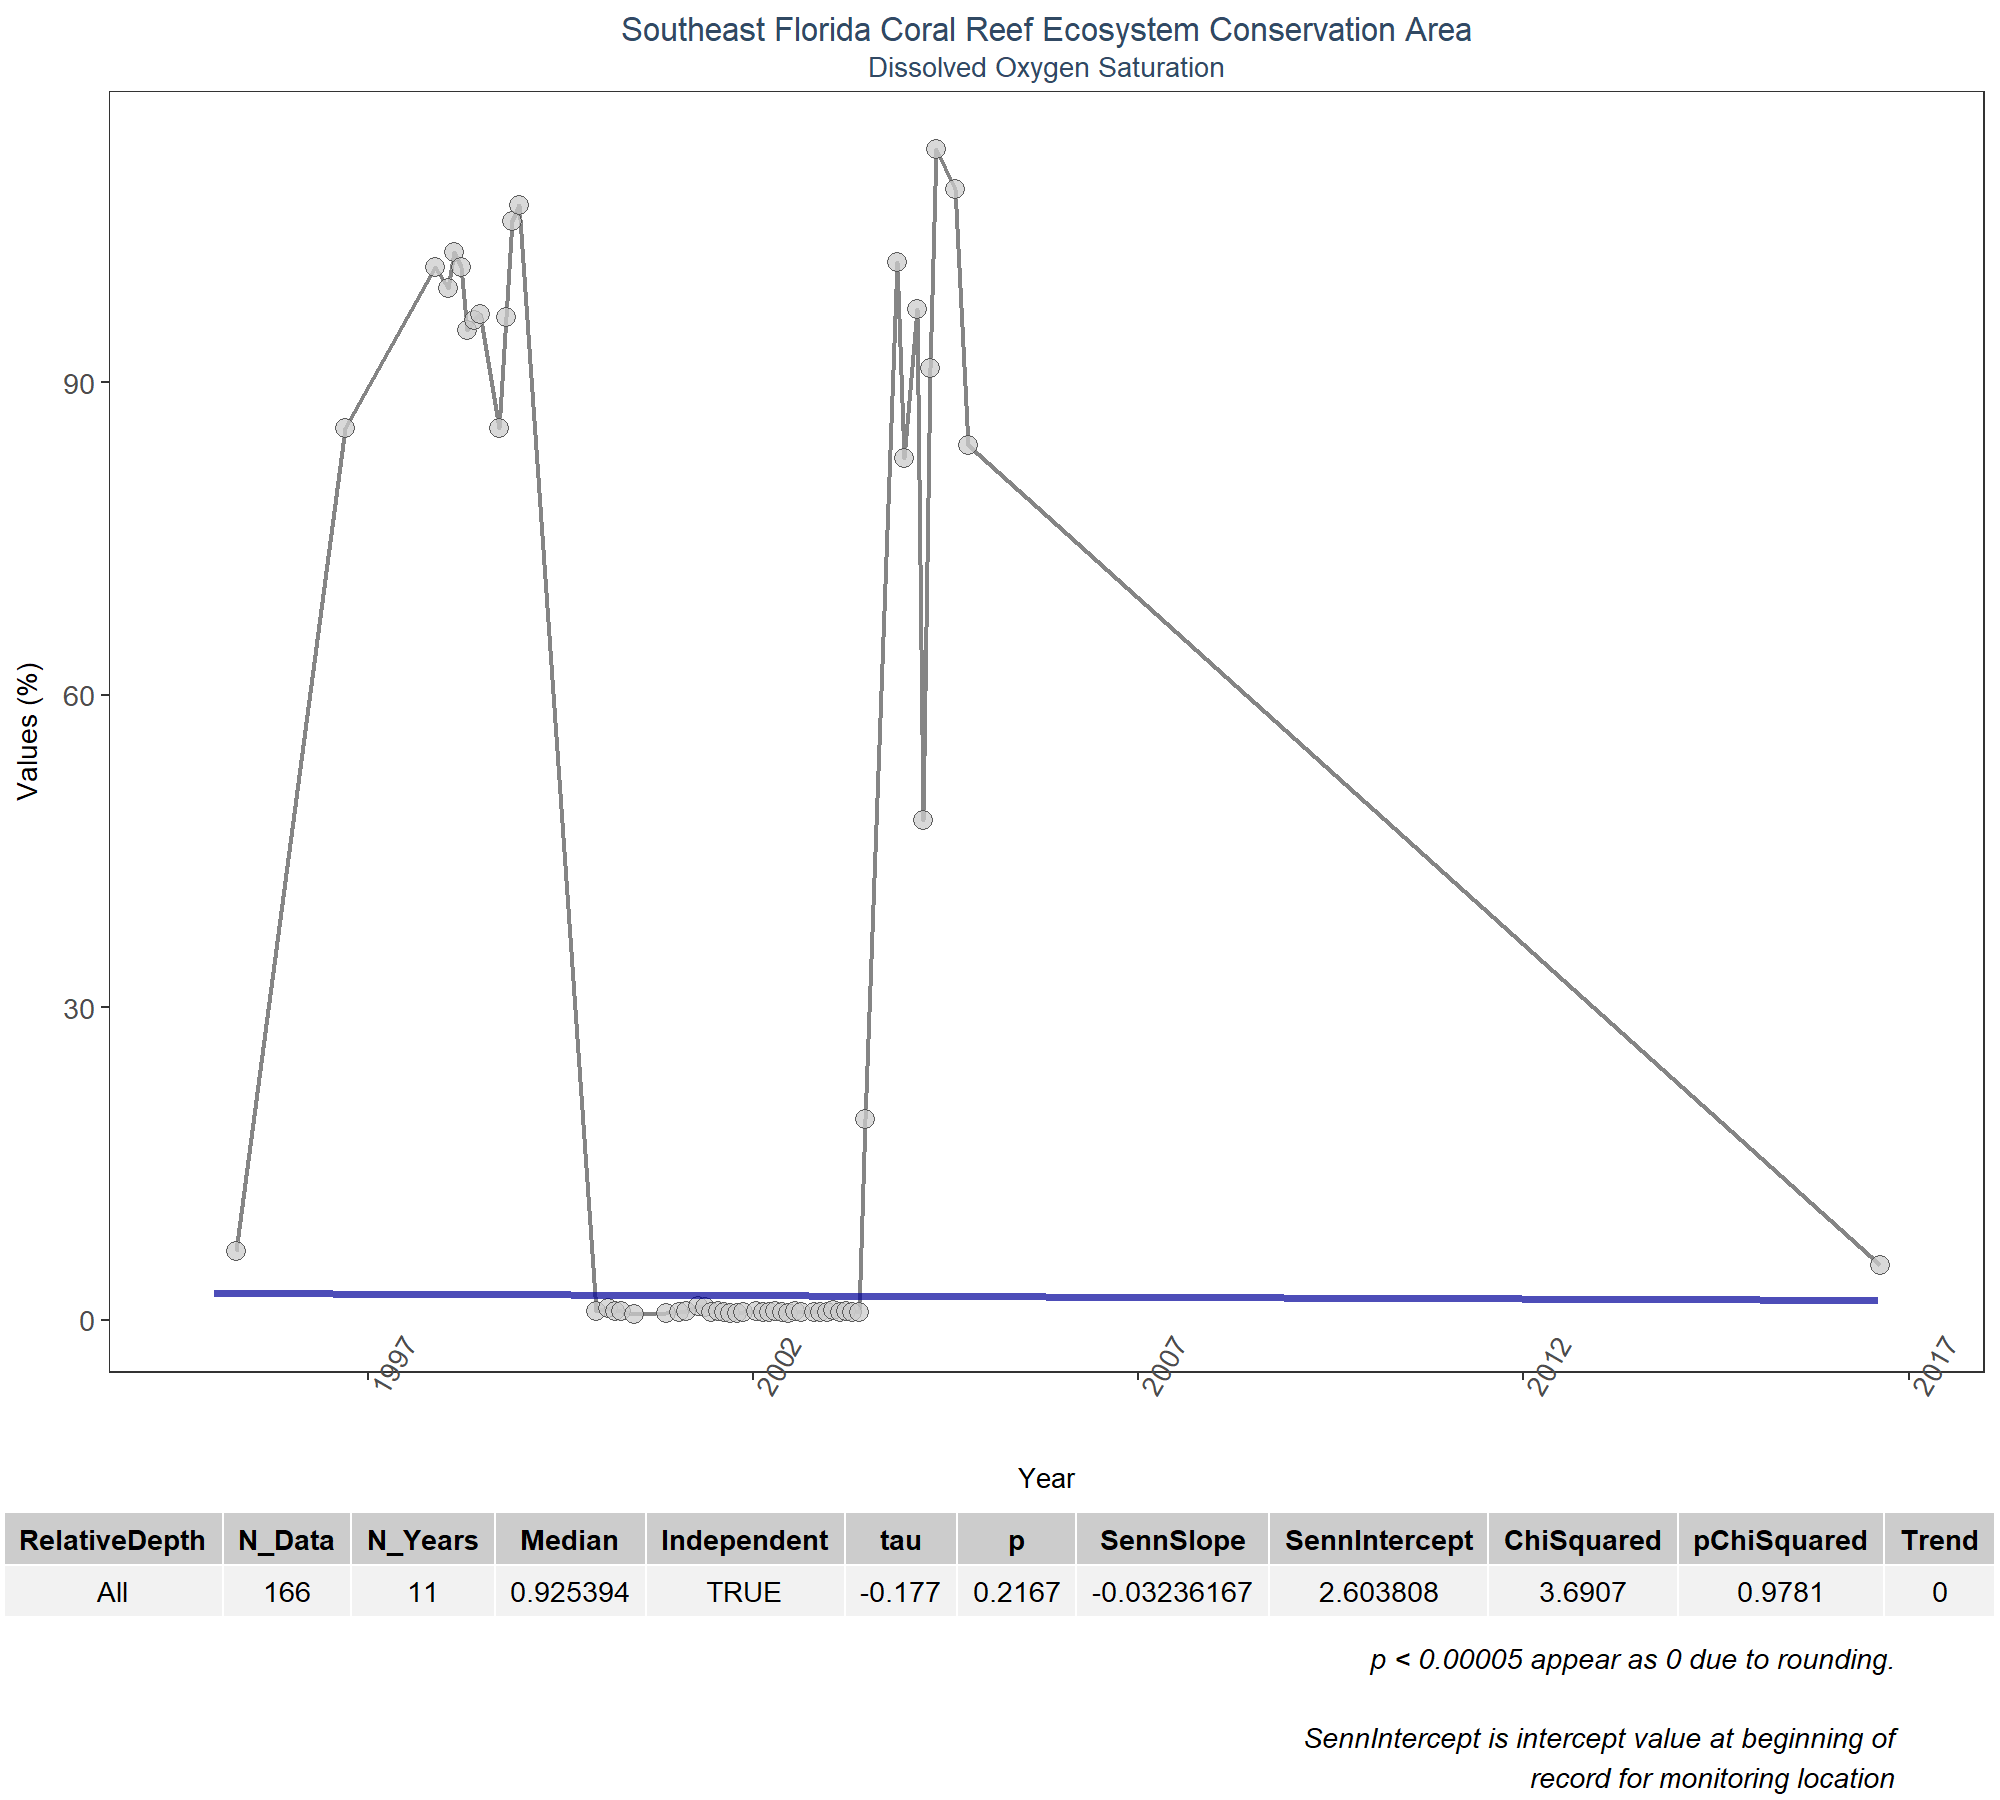 Southeast Florida Coral Reef Ecosystem Conservation Area
Dissolved Oxygen Saturation
Values (%)
90
60
30
0
1997
2002
2007
2012
2017
Year
RelativeDepth N_Data N_Years Median Independent tau p SennSlope SennIntercept ChiSquared pChiSquared Trend
All 166 11 0.925394 TRUE -0.177 0.2167 -0.03236167 2.603808 3.6907 0.9781 0
p < 0.00005 appear as 0 due to rounding.
SennIntercept is intercept value at beginning of
record for monitoring location